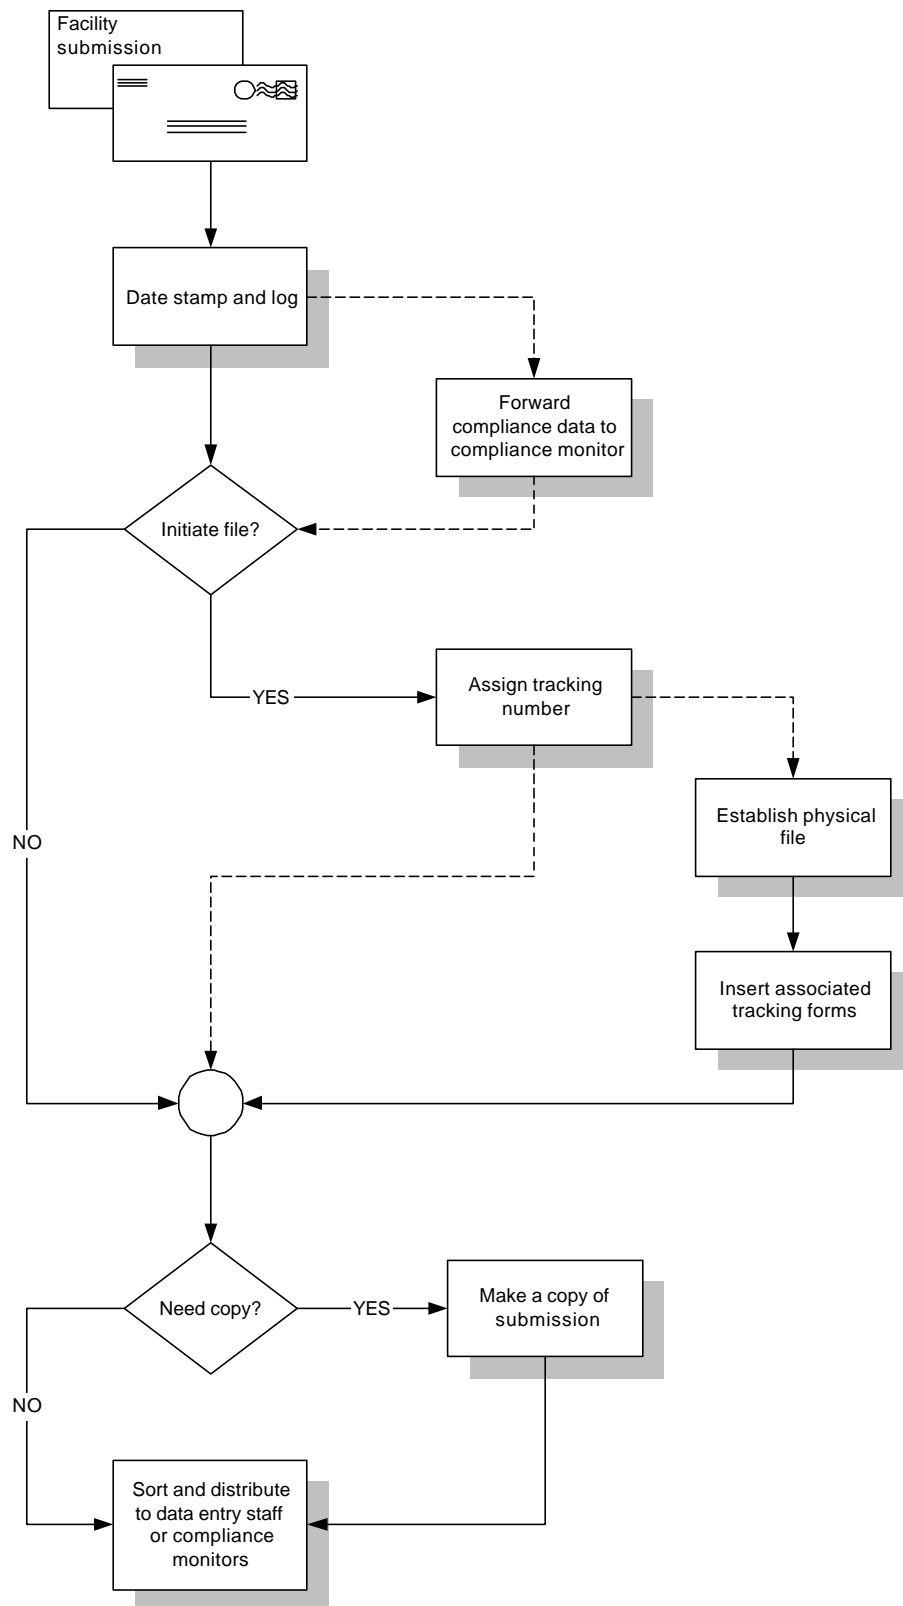 Facility
submission
Date stamp and log
Forward
compliance data to
compliance monitor
Initiate file?
YES
Assign tracking
number
NO
Establish physical
file
Insert associated
tracking forms
Need copy?
YES
Make a copy of
submission
NO
Sort and distribute
to data entry staff
or compliance
monitors